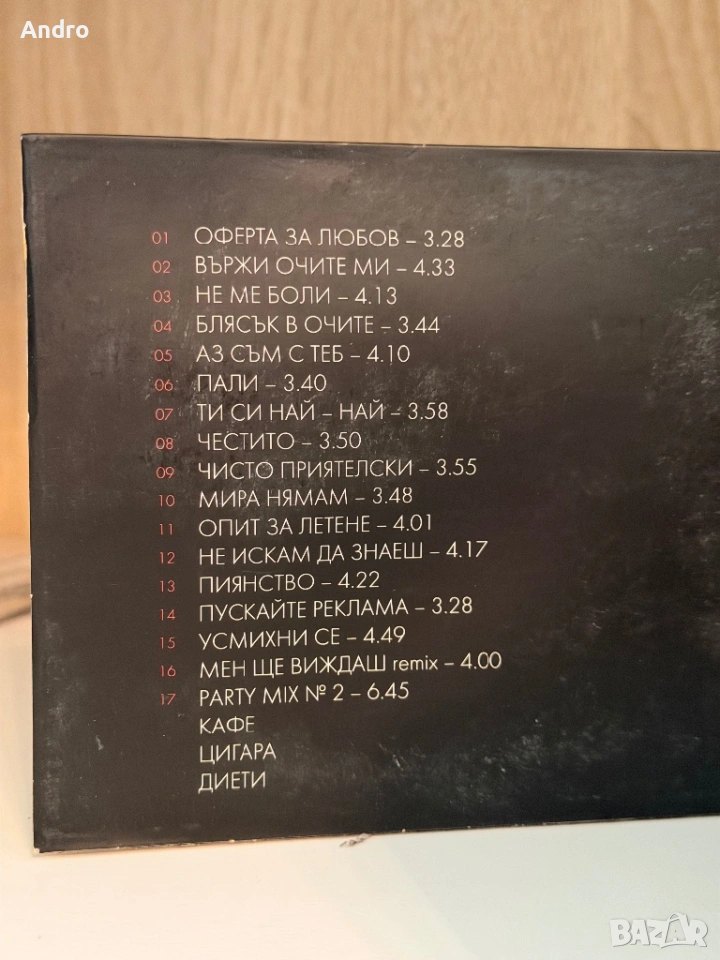 Andro
01 ОФЕРТА ЗА ЛЮБОВ – 3.28
02 ВЪРЖИ ОЧИТЕ МИ – 4.33
03 НЕ МЕ БОЛИ – 4.13
04 БЛЯСЪК В ОЧИТЕ – 3.44
05 АЗ СЪМ С ТЕБ – 4.10
06 ПАЛИ – 3.40
07 ТИ СИ НАЙ – НАЙ – 3.58
08 ЧЕСТИТО – 3.50
09 ЧИСТО ПРИЯТЕЛСКИ – 3.55
10 МИРА НЯМАМ – 3.48
11 ОПИТ ЗА ЛЕТЕНЕ – 4.01
12 НЕ ИСКАМ ДА ЗНАЕШ – 4.17
13 ПИЯНСТВО – 4.22
14 ПУСКАЙТЕ РЕКЛАМА – 3.28
15 УСМИХНИ СЕ – 4.49
16 МЕН ЩЕ ВИЖДАШ remix – 4.00
17 PARTY MIX № 2 – 6.45
КАФЕ
ЦИГАРА
ДИЕТИ
BAZAR